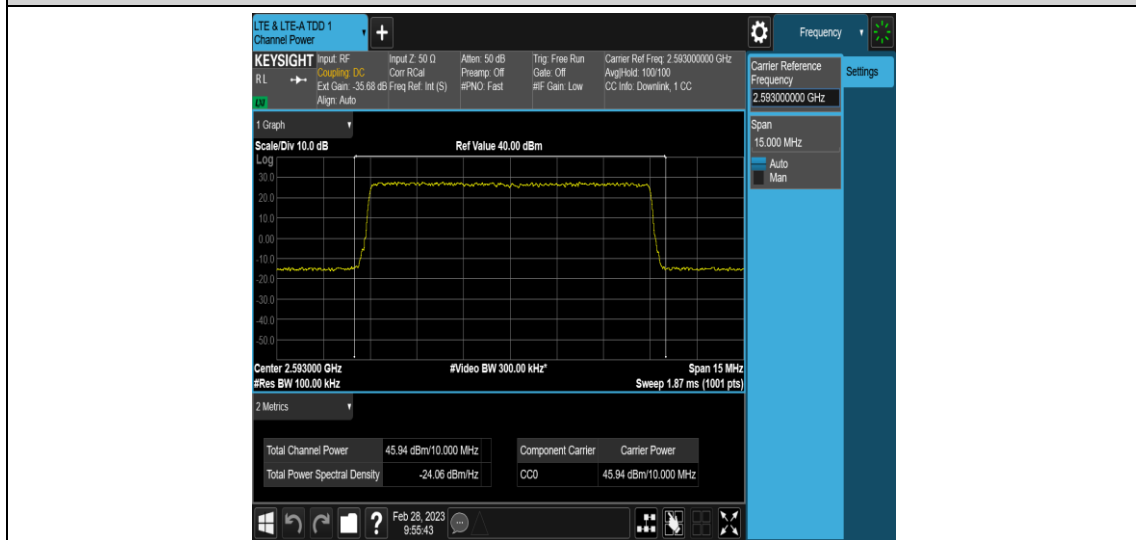 LTE & LTE-A TDD 1
Channel Power
Frequency
KEYSIGHT
RL
LXI
Input: RF
Coupling: DC
Ext Gain: -35.68 dB
Align: Auto
Input Z: 50 Ω
Corr RCal
Freq Ref: Int (S)
Atten: 50 dB
Preamp: Off
#PNO: Fast
Trig: Free Run
Gate: Off
#IF Gain: Low
Carrier Ref Freq: 2.593000000 GHz
Avg|Hold: 100/100
CC Info: Downlink, 1 CC
Carrier Reference
Frequency
2.593000000 GHz
Settings
Span
15.000 MHz
Auto
Man
1 Graph
Scale/Div 10.0 dB
Ref Value 40.00 dBm
Log
30.0
20.0
10.0
0.00
-10.0
-20.0
-30.0
-40.0
-50.0
Center 2.593000 GHz
#Video BW 300.00 kHz*
Span 15 MHz
#Res BW 100.00 kHz
Sweep 1.87 ms (1001 pts)
2 Metrics
Total Channel Power 45.94 dBm/10.000 MHz
Total Power Spectral Density -24.06 dBm/Hz
Component Carrier Carrier Power
CC0 45.94 dBm/10.000 MHz
Feb 28, 2023
9:55:43